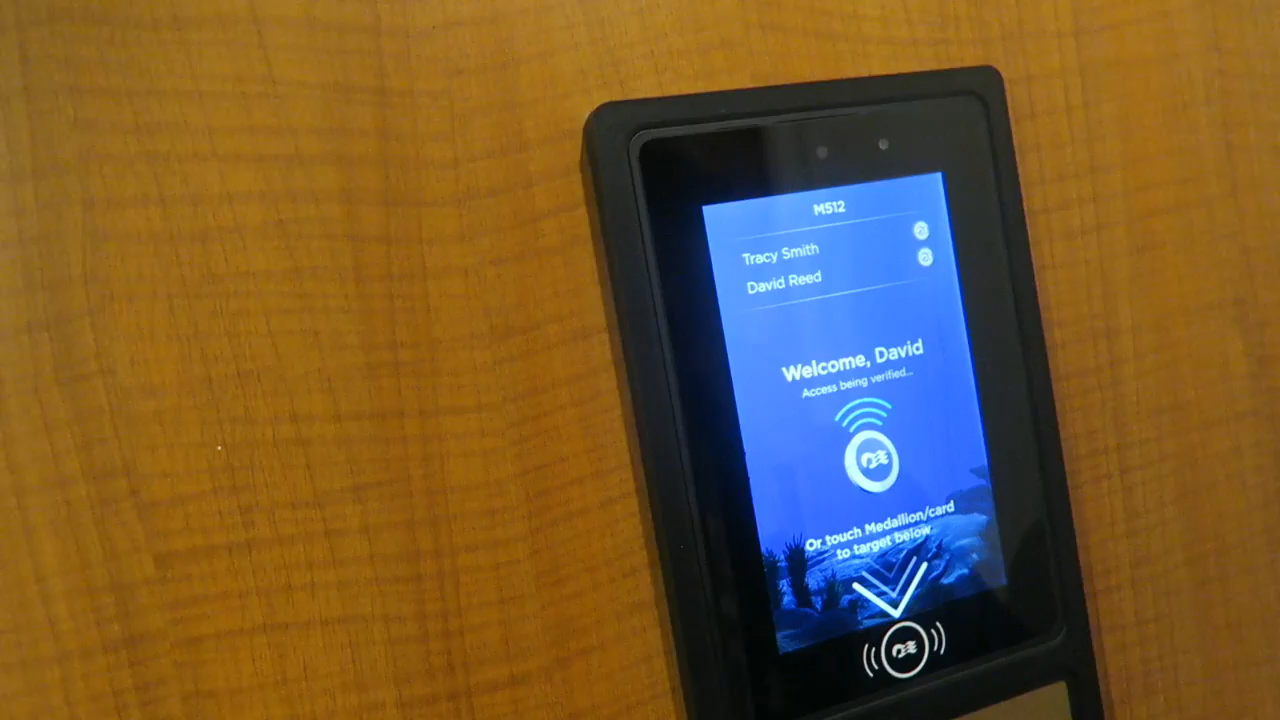 M512
Tracy Smith
David Reed
Welcome, David
Access being verified...
Or touch Medallion/card
to target below